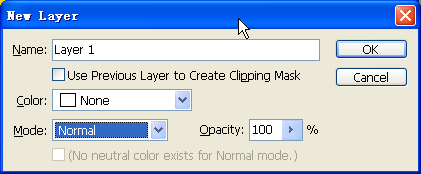 New Layer
Name: Layer 1 OK
Use Previous Layer to Create Clipping Mask Cancel
Color: None
Mode: Normal Opacity: 100 %
(No neutral color exists for Normal mode.)